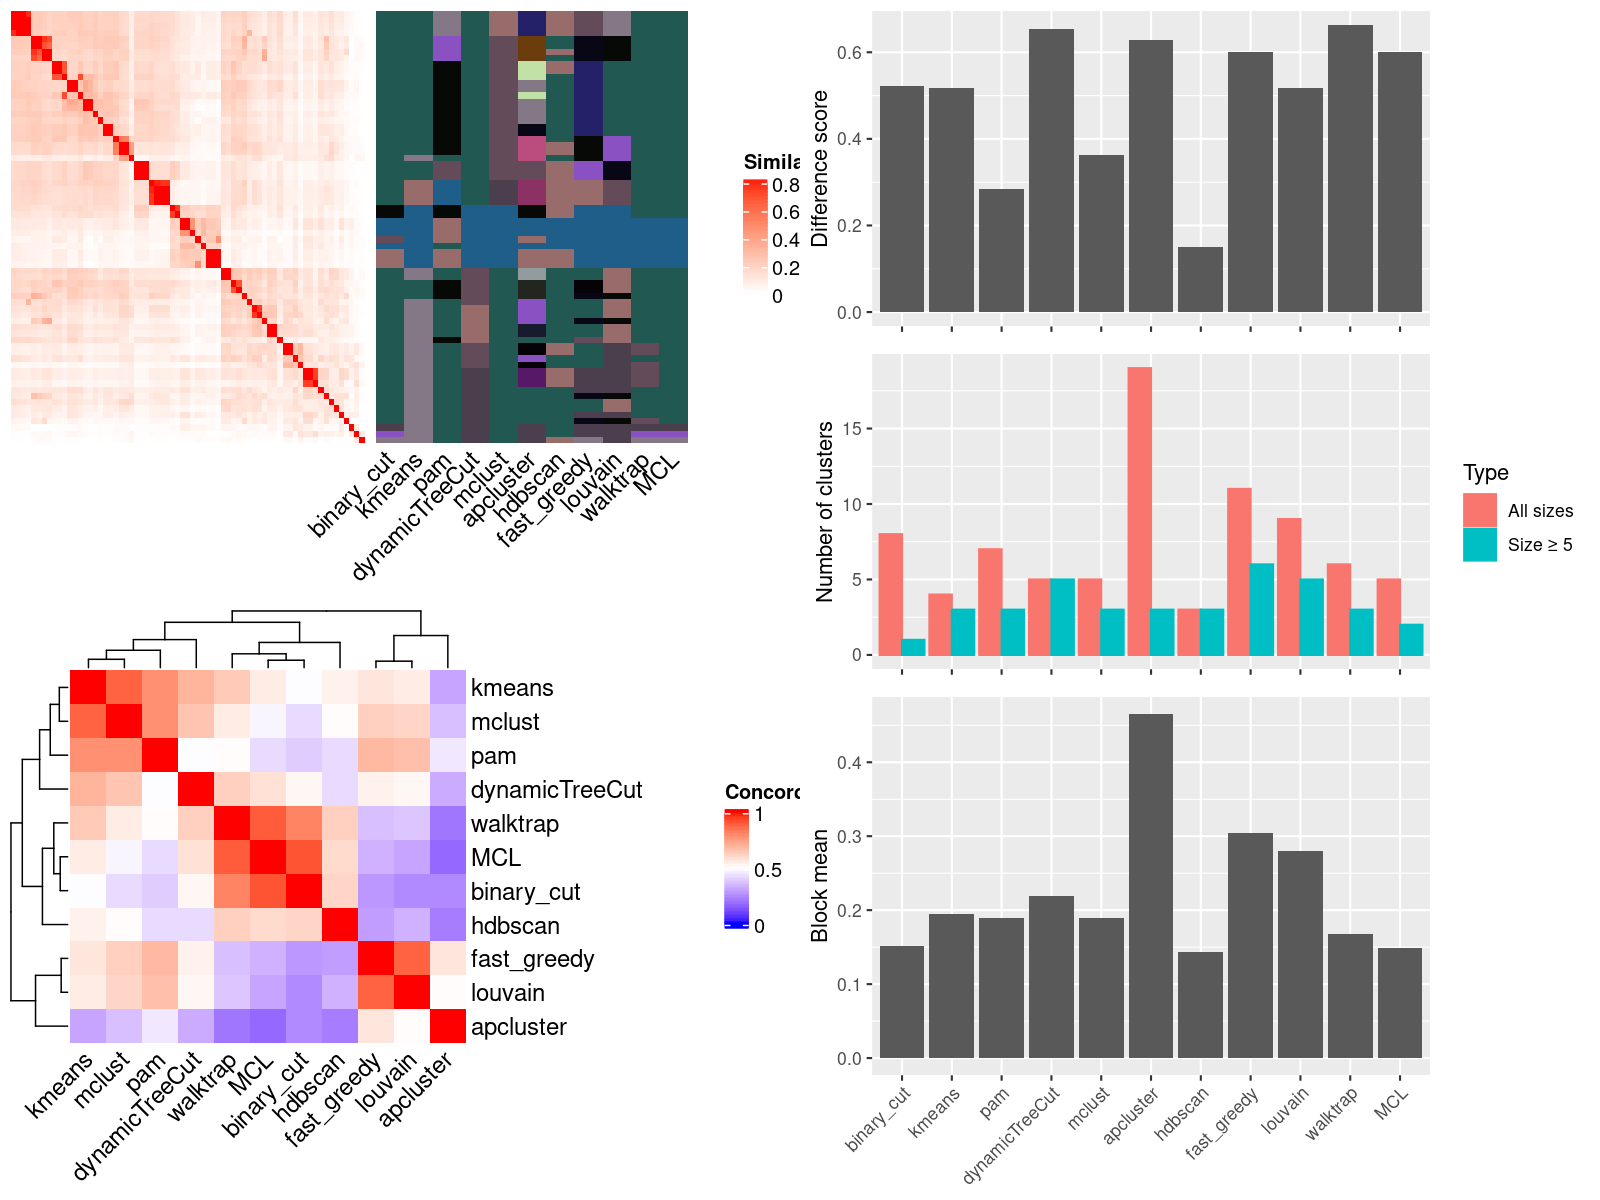 Simila
0.8
0.6
0.4
0.2
0
binary_cut
kmeans
pam
dynamicTreeCut
mclust
apcluster
hdbscan
fast_greedy
louvain
walktrap
MCL
Difference score
0.6
0.4
0.2
0.0
Number of clusters
15
10
5
0
Type
All sizes
Size ≥ 5
kmeans
mclust
pam
dynamicTreeCut
walktrap
MCL
binary_cut
hdbscan
fast_greedy
louvain
apcluster
kmeans
mclust
pam
dynamicTreeCut
walktrap
MCL
binary_cut
hdbscan
fast_greedy
louvain
apcluster
Concord
1
0.5
0
Block mean
0.4
0.3
0.2
0.1
0.0
binary_cut
kmeans
pam
dynamicTreeCut
mclust
apcluster
hdbscan
fast_greedy
louvain
walktrap
MCL